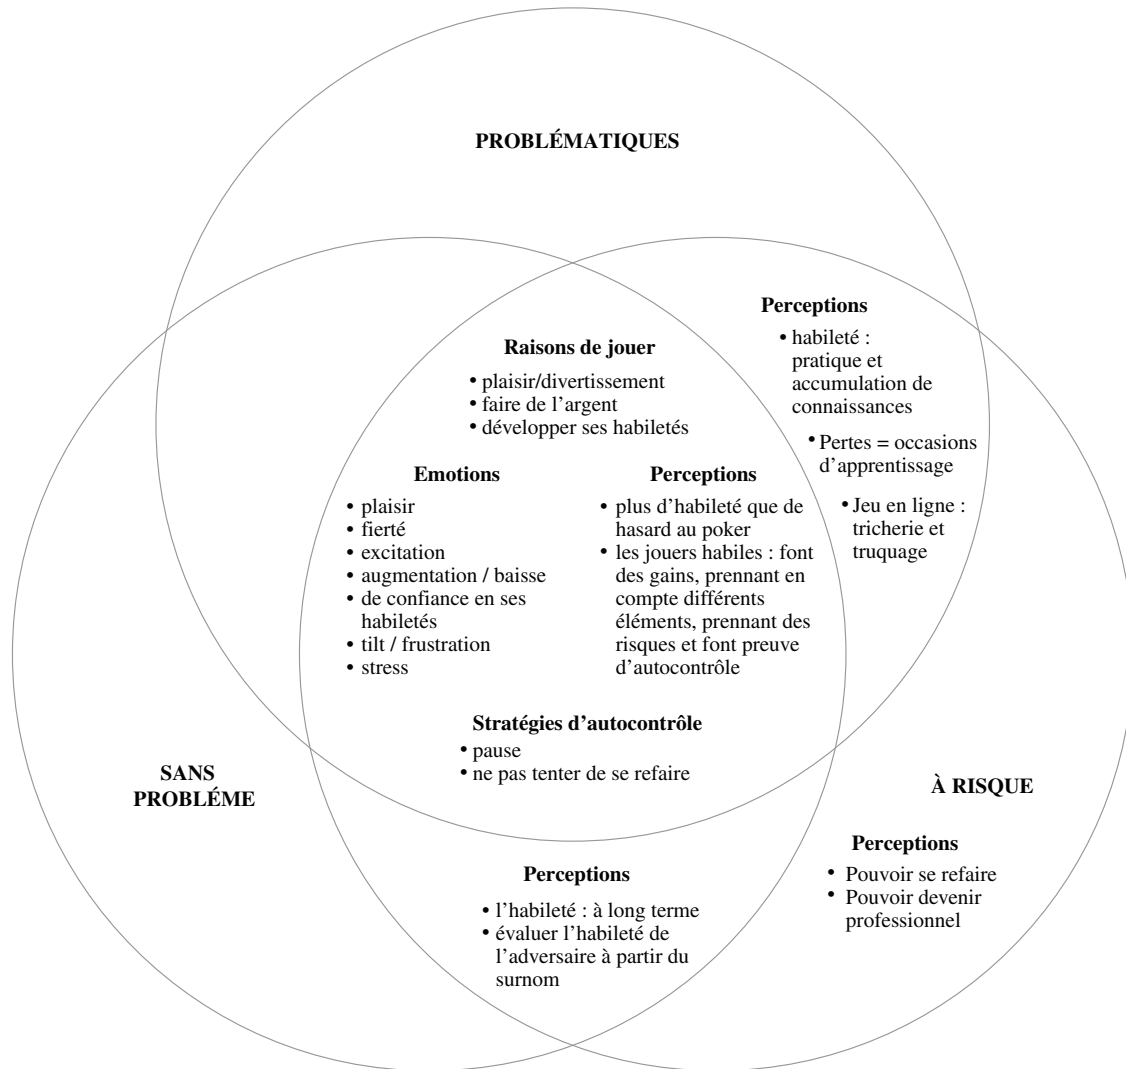 PROBLÉMATIQUES
Perceptions
• habileté :
pratique et
accumulation de
connaissances
• Pertes = occasions
d’apprentissage
• Jeu en ligne :
tricherie et
truquage
Raisons de jouer
• plaisir/divertissement
• faire de l’argent
• développer ses habiletés
Emotions
• plaisir
• fierté
• excitation
• augmentation / baisse
• de confiance en ses
habiletés
• tilt / frustration
• stress
Perceptions
• plus d’habileté que de
hasard au poker
• les jouers habiles : font
des gains, prennant en
compte différents
éléments, prennant des
risques et font preuve
d’autocontrôle
Stratégies d’autocontrôle
• pause
• ne pas tenter de se refaire
SANS
PROBLÉME
À RISQUE
Perceptions
• Pouvoir se refaire
• Pouvoir devenir
professionnel
Perceptions
• l’habileté : à long terme
• évaluer l’habileté de
l’adversaire à partir du
surnom